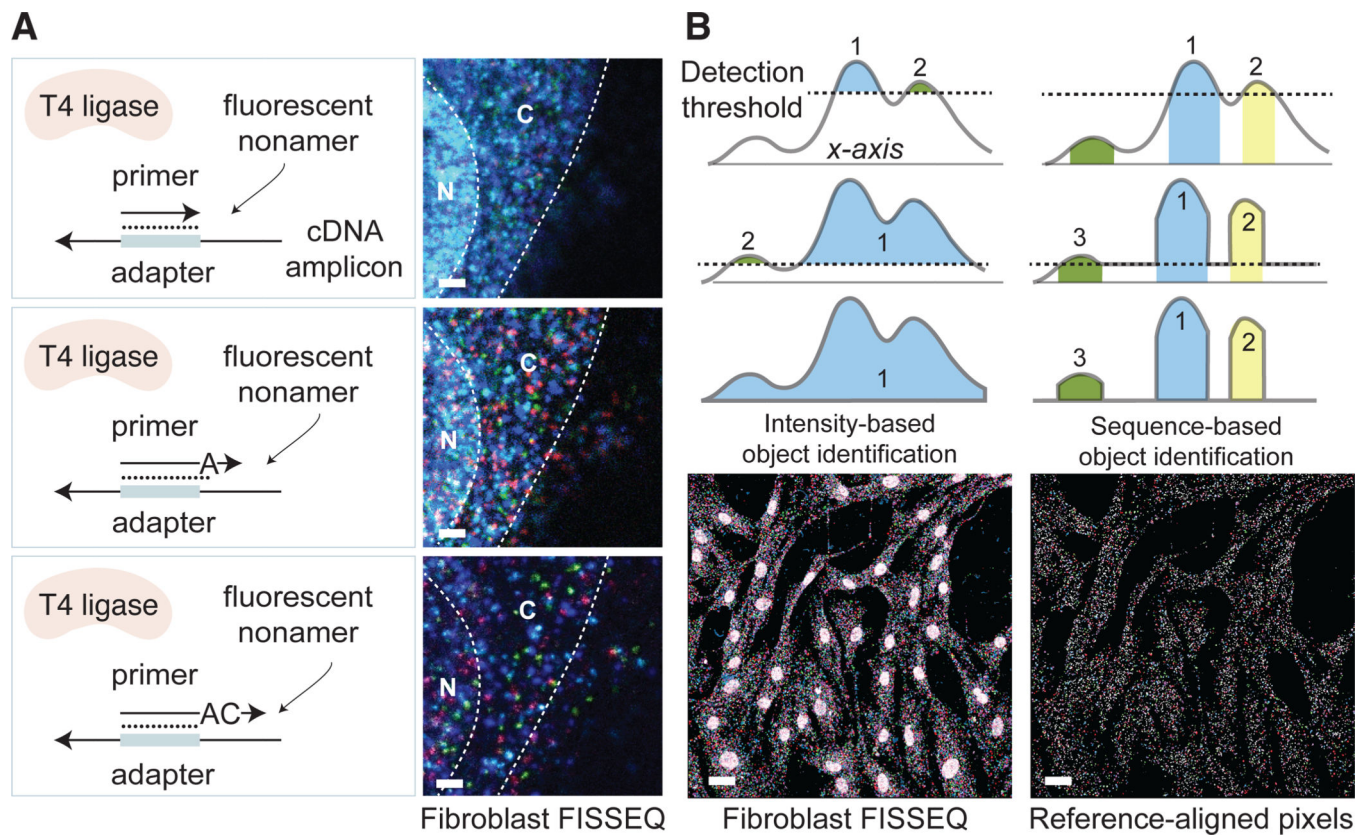 A
T4 ligase
fluorescent
nonamer
primer
cDNA
amplicon
adapter
N
C
T4 ligase
fluorescent
nonamer
primer
A
adapter
N
C
T4 ligase
fluorescent
nonamer
primer
AC
adapter
N
C
Fibroblast FISSEQ
B
Detection
threshold
1
2
x-axis
1
2
2
1
3
1
2
1
3
1
2
Intensity-based
object identification
Sequence-based
object identification
Fibroblast FISSEQ
Reference-aligned pixels